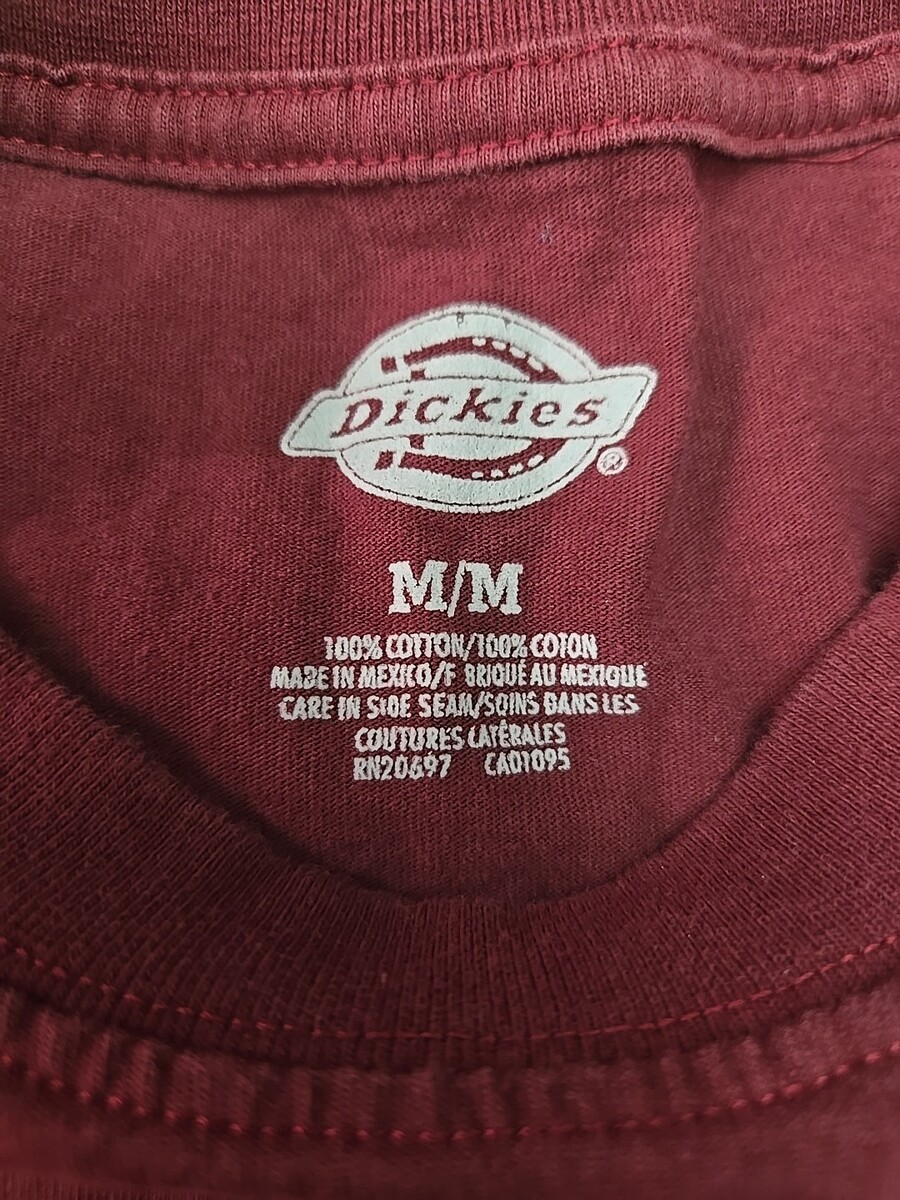 Dickies
®
M/M
100% COTTON/100% COTON
MADE IN MEXICO/F BRIQUÉ AU MEXIQUE
CARE IN SIDE SEAM/SOINS DANS LES
COUTURES LATÉRALES
RN20697 CA01095